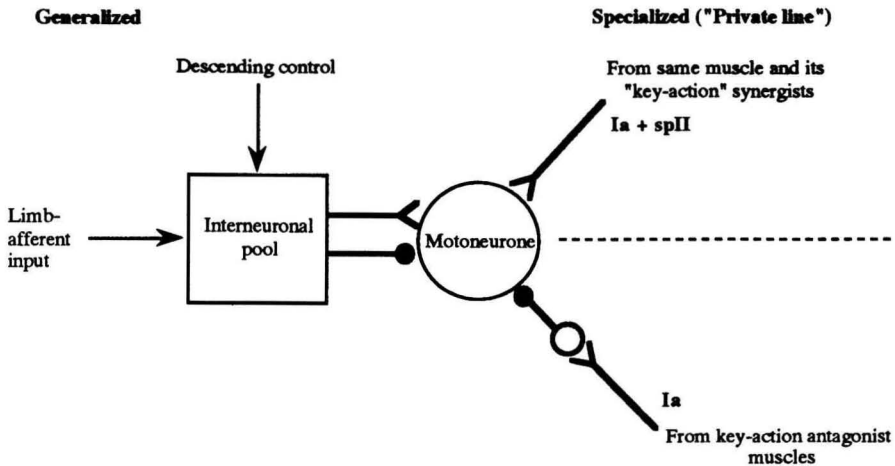 Generalized
Specialized ("Private line")
Descending control
From same muscle and its
"key-action" synergists
Ia + spII
Limb-
afferent
input
Interneuronal
pool
Motoneurone
Ia
From key-action antagonist
muscles